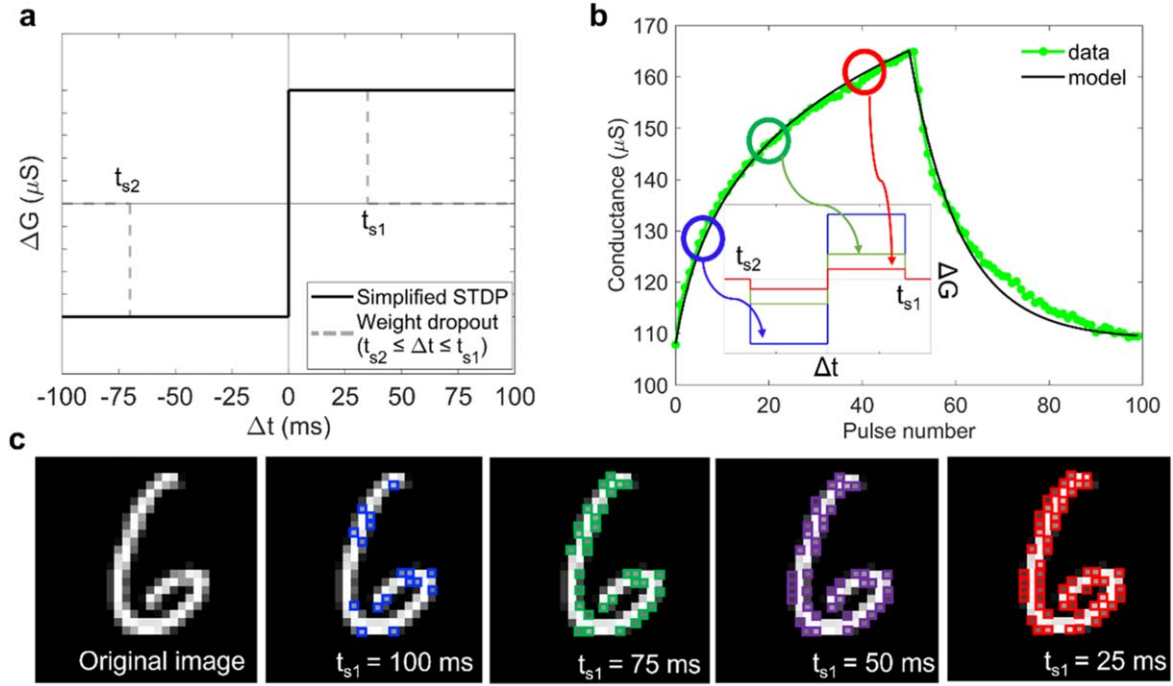 a
ΔG (μS)
t_s2
t_s1
Simplified STDP
Weight dropout
(t_s2 ≤ Δt ≤ t_s1)
-100 -75 -50 -25 0 25 50 75 100
Δt (ms)
b
170
160
150
140
130
120
110
100
Conductance (μS)
data
model
t_s2
t_s1
ΔG
Δt
0 20 40 60 80 100
Pulse number
c
Original image
t_s1 = 100 ms
t_s1 = 75 ms
t_s1 = 50 ms
t_s1 = 25 ms